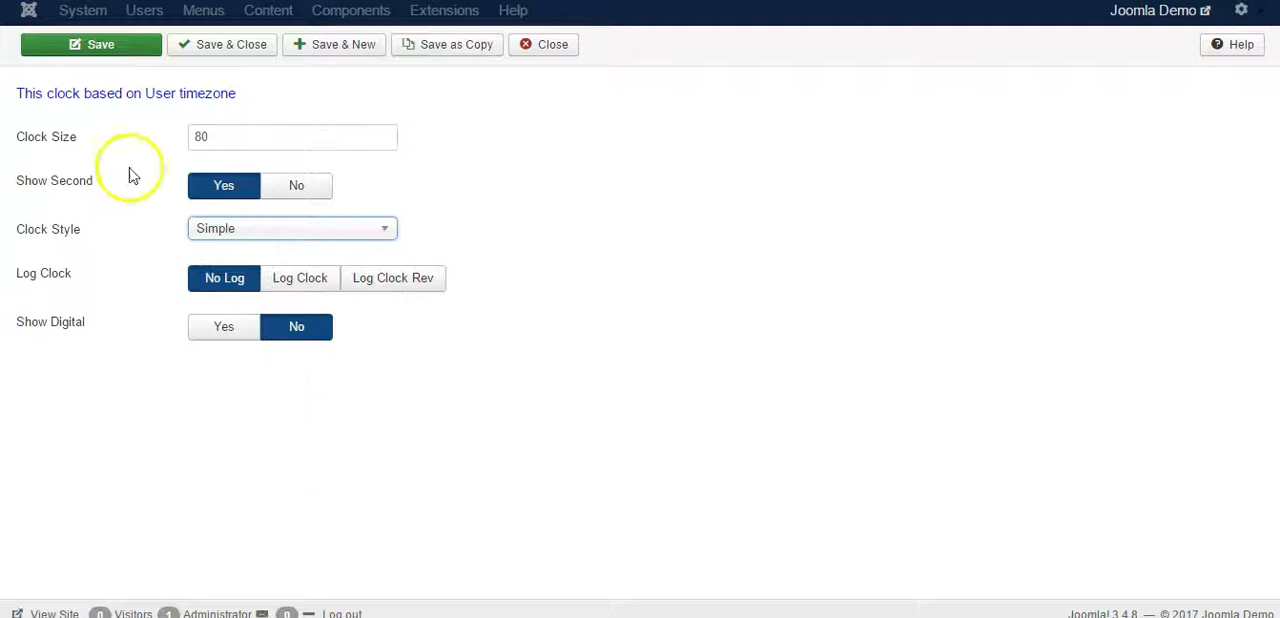 System Users Menus Content Components Extensions Help Joomla Demo
Save Save & Close Save & New Save as Copy Close Help
This clock based on User timezone
Clock Size 80
Show Second Yes No
Clock Style Simple
Log Clock No Log Log Clock Log Clock Rev
Show Digital Yes No
View Site 0 Visitors 1 Administrator 0 Log out Joomla! 3.4.8 — © 2017 Joomla Demo